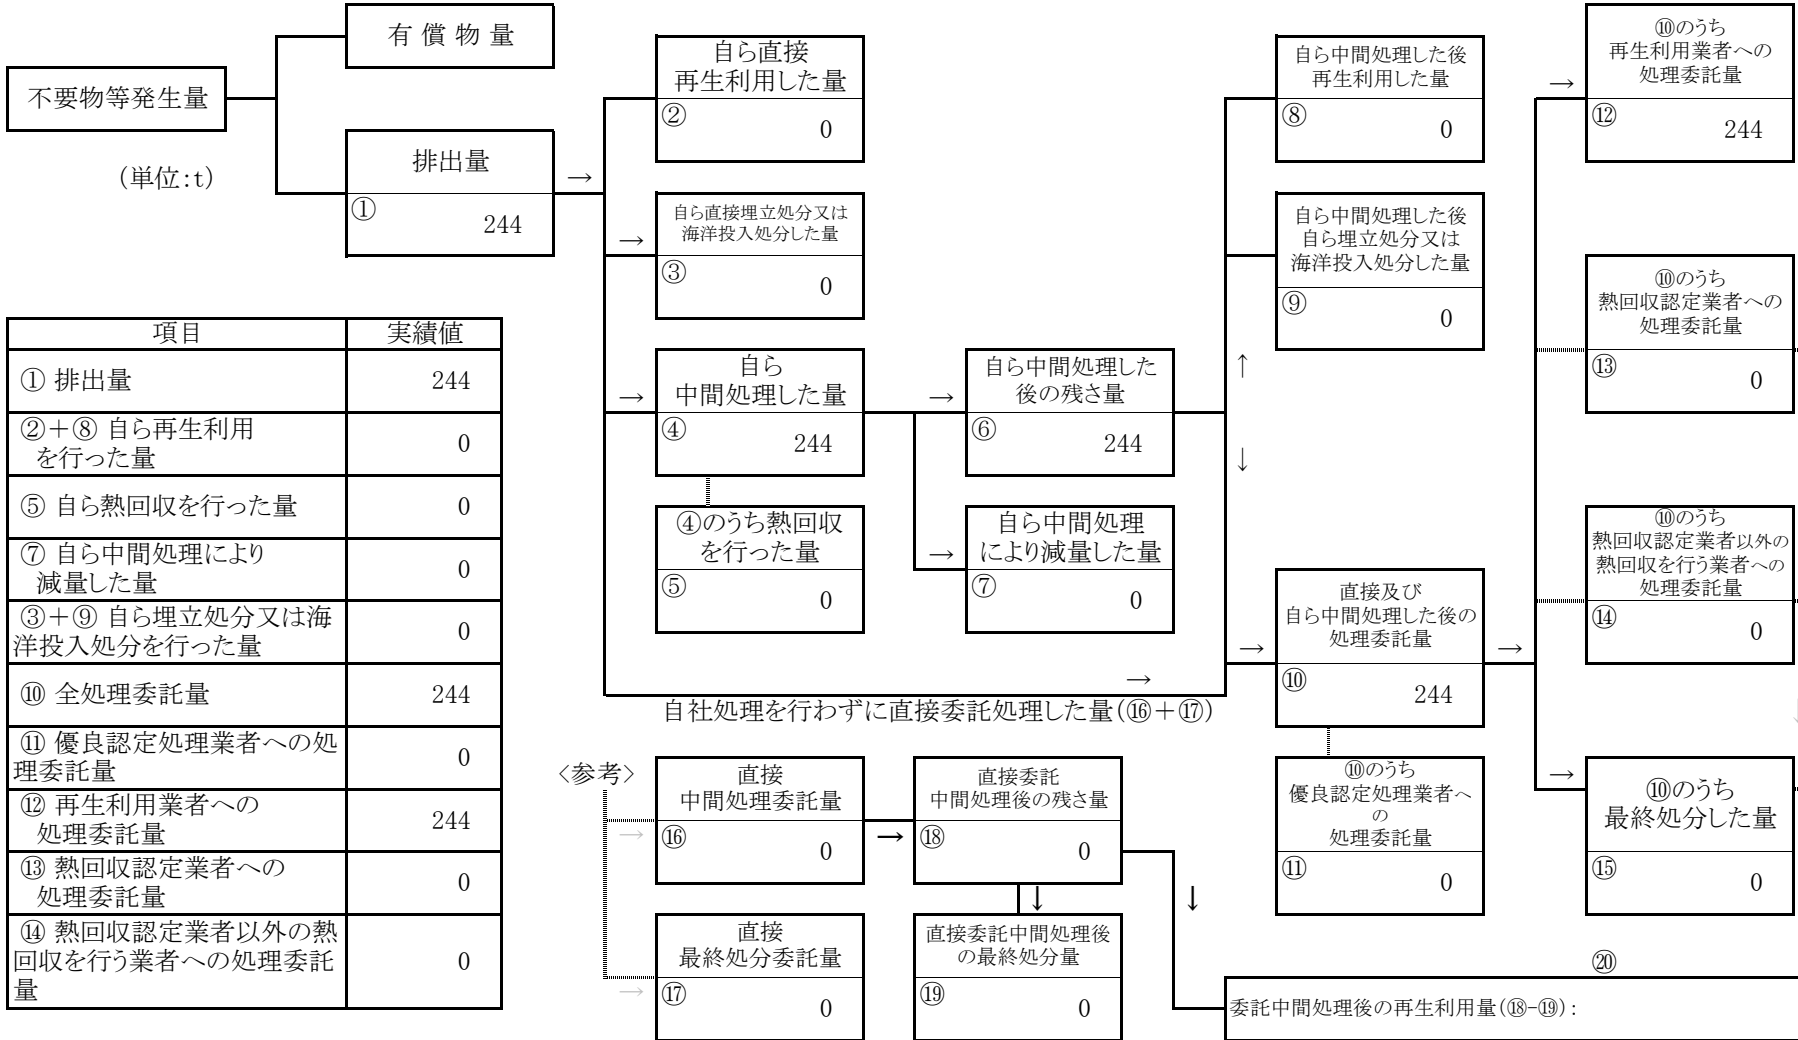 有 償 物 量
不要物等発生量
(単位:t)
排出量
①
244
→
自ら直接
再生利用した量
②
0
→
自ら直接埋立処分又は
海洋投入処分した量
③
0
→
自ら
中間処理した量
④
244
④のうち熱回収
を行った量
⑤
0
→
自ら中間処理した
後の残さ量
⑥
244
→
自ら中間処理
により減量した量
⑦
0
自ら中間処理した後
再生利用した量
⑧
0
自ら中間処理した後
自ら埋立処分又は
海洋投入処分した量
⑨
0
↑
↓
→
直接及び
自ら中間処理した後の
処理委託量
⑩
244
→
⑩のうち
優良認定処理業者へ
の
処理委託量
⑪
0
→
⑩のうち
再生利用業者への
処理委託量
⑫
244
⑩のうち
熱回収認定業者への
処理委託量
⑬
0
⑩のうち
熱回収認定業者以外の
熱回収を行う業者への
処理委託量
⑭
0
→
⑩のうち
最終処分した量
⑮
0
→
自社処理を行わずに直接委託処理した量(⑯+⑰)
<参考>
→
直接
中間処理委託量
⑯
0
→
直接委託
中間処理後の残さ量
⑱
0
↓
↓
→
直接
最終処分委託量
⑰
0
直接委託中間処理後
の最終処分量
⑲
0
⑳
委託中間処理後の再生利用量(⑱-⑲):
項目 実績値
① 排出量 244
②+⑧ 自ら再生利用
を行った量 0
⑤ 自ら熱回収を行った量 0
⑦ 自ら中間処理により
減量した量 0
③+⑨ 自ら埋立処分又は海
洋投入処分を行った量 0
⑩ 全処理委託量 244
⑪ 優良認定処理業者への処
理委託量 0
⑫ 再生利用業者への
処理委託量 244
⑬ 熱回収認定業者への
処理委託量 0
⑭ 熱回収認定業者以外の熱
回収を行う業者への処理委託
量 0